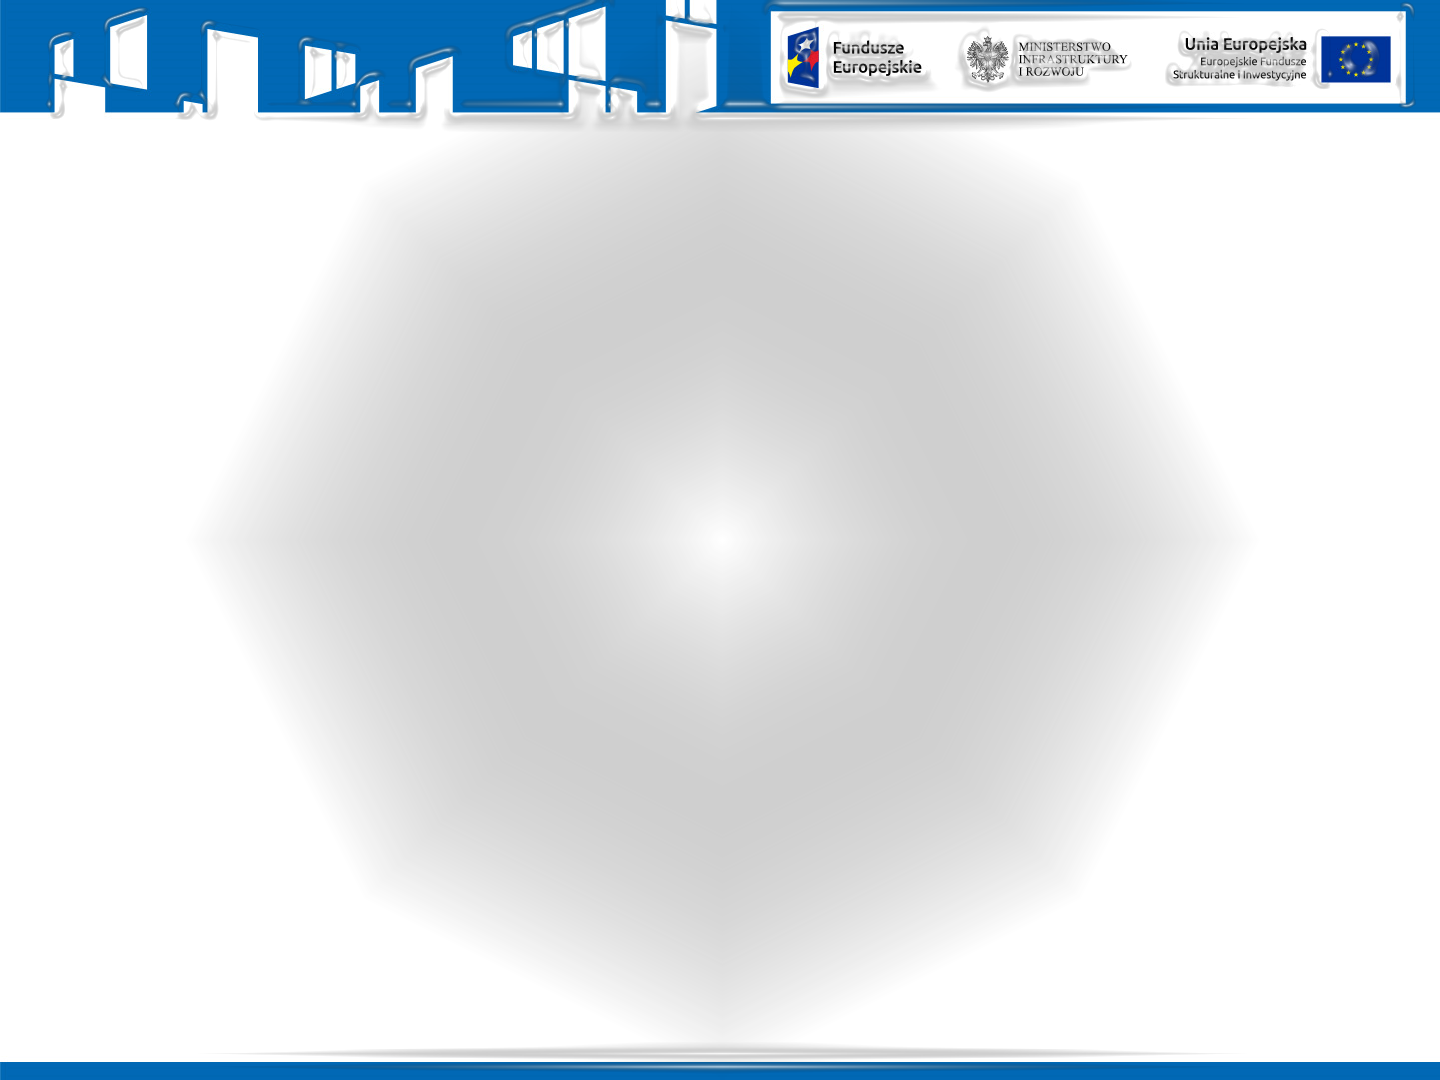 Fundusze
Europejskie
MINISTERSTWO
INFRASTRUKTURY
I ROZWOJU
Unia Europejska
Europejskie Fundusze
Strukturalne i Inwestycyjne